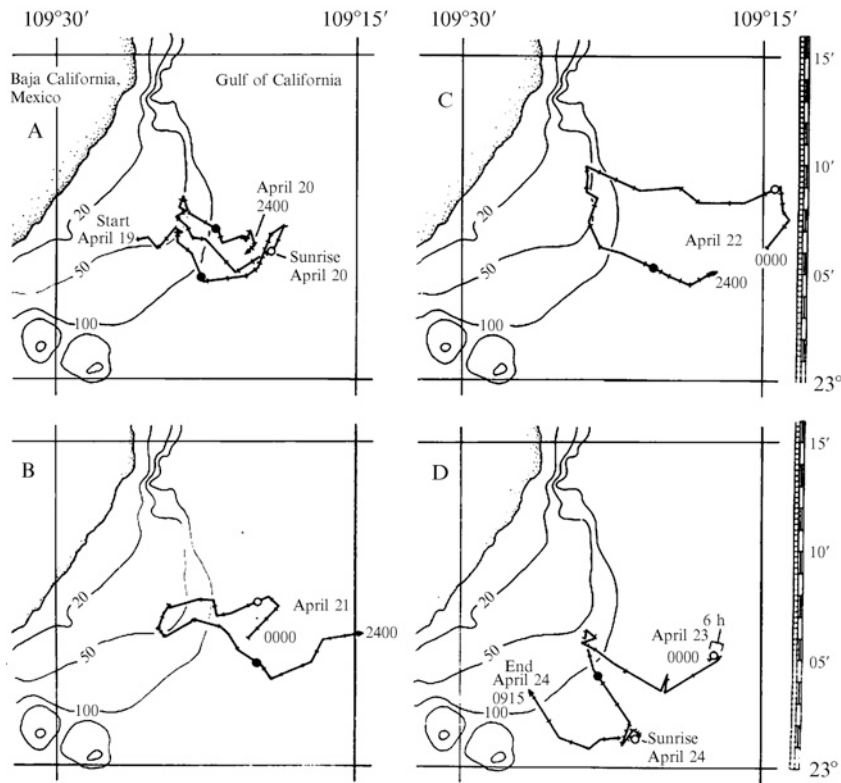 109°30′ 109°15′
109°15′
Baja California,
Mexico
Gulf of California
15′
A
C
10′
April 20
2400
20
Start
April 19
Sunrise
April 20
50
100
20
April 22
0000
50
2400
05′
100
23°
15′
B
D
10′
20
April 21
0000
2400
50
100
20
6 h
April 23
0000
05′
50
End
April 24
0915
100
Sunrise
April 24
23°